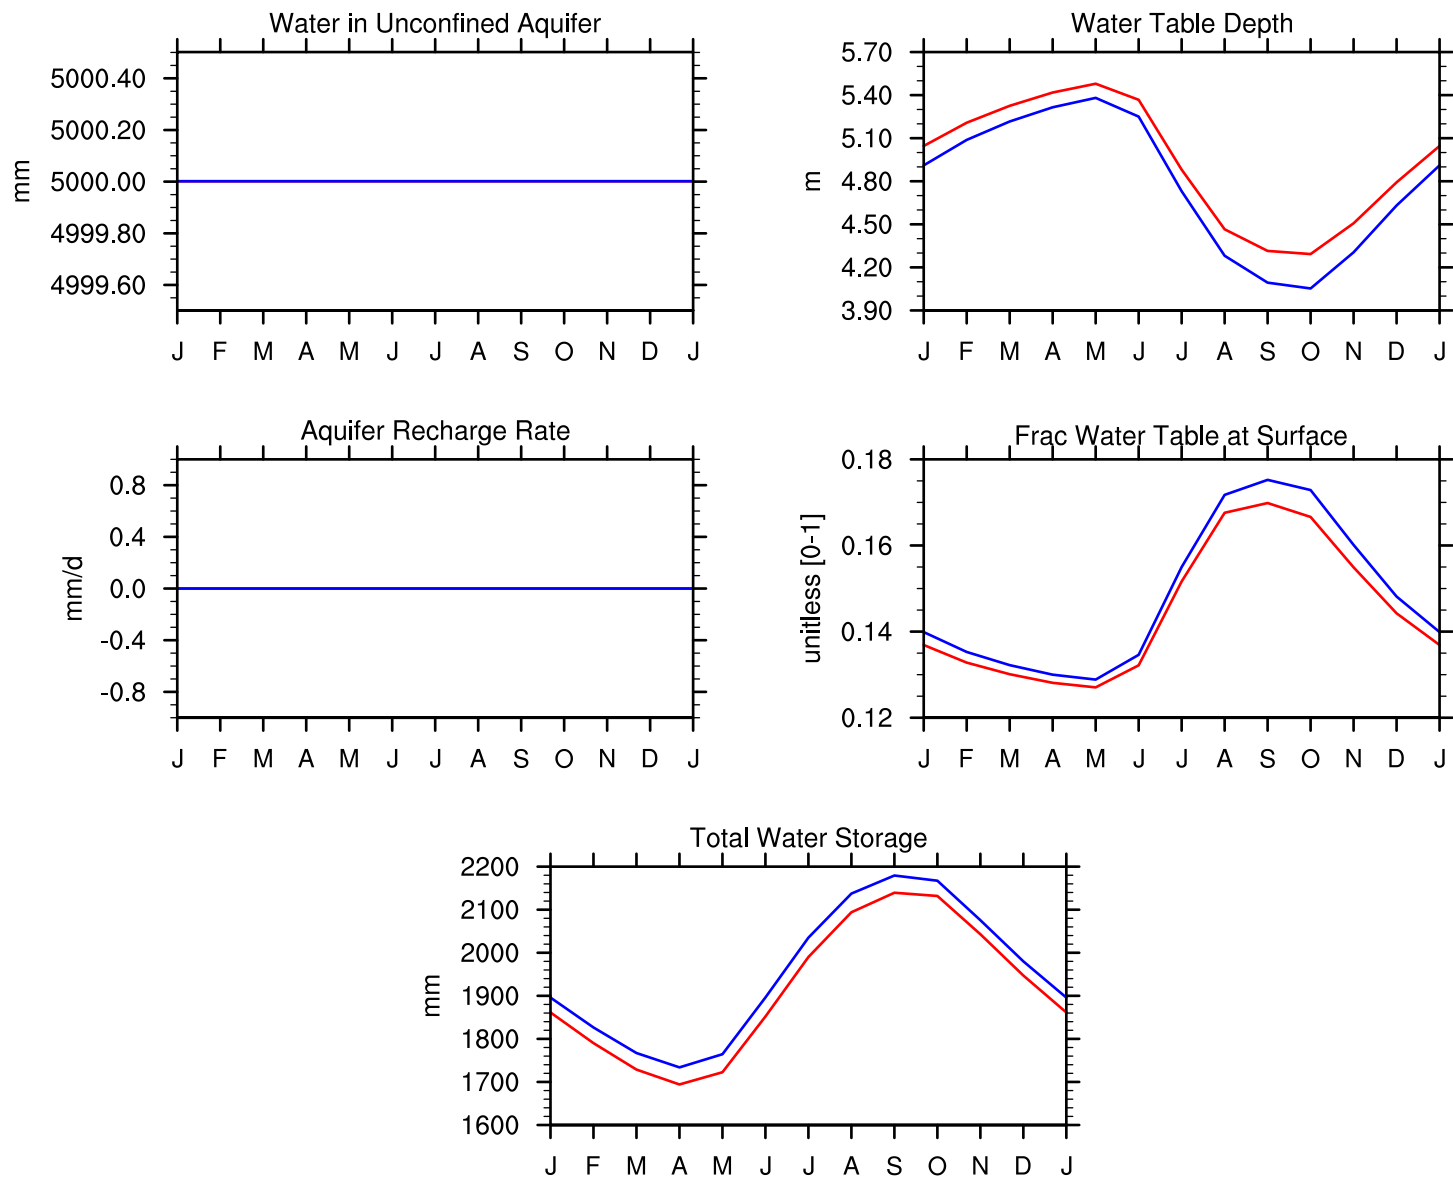 Water in Unconfined Aquifer
5000.40
5000.20
5000.00
4999.80
4999.60
mm
J F M A M J J A S O N D J
Water Table Depth
5.70
5.40
5.10
4.80
4.50
4.20
3.90
m
J F M A M J J A S O N D J
Aquifer Recharge Rate
0.8
0.4
0.0
-0.4
-0.8
mm/d
J F M A M J J A S O N D J
Frac Water Table at Surface
0.18
0.16
0.14
0.12
unitless [0-1]
J F M A M J J A S O N D J
Total Water Storage
2200
2100
2000
1900
1800
1700
1600
mm
J F M A M J J A S O N D J